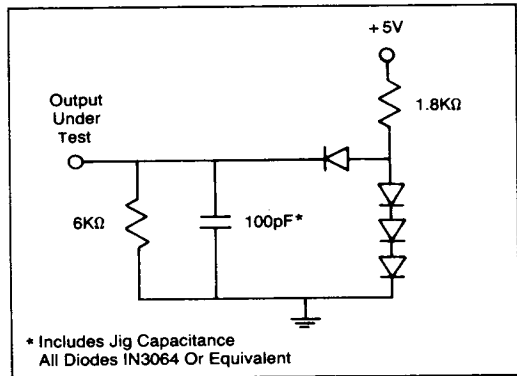 +5V
1.8KΩ
Output
Under
Test
6KΩ
100pF*
* Includes Jig Capacitance
All Diodes IN3064 Or Equivalent